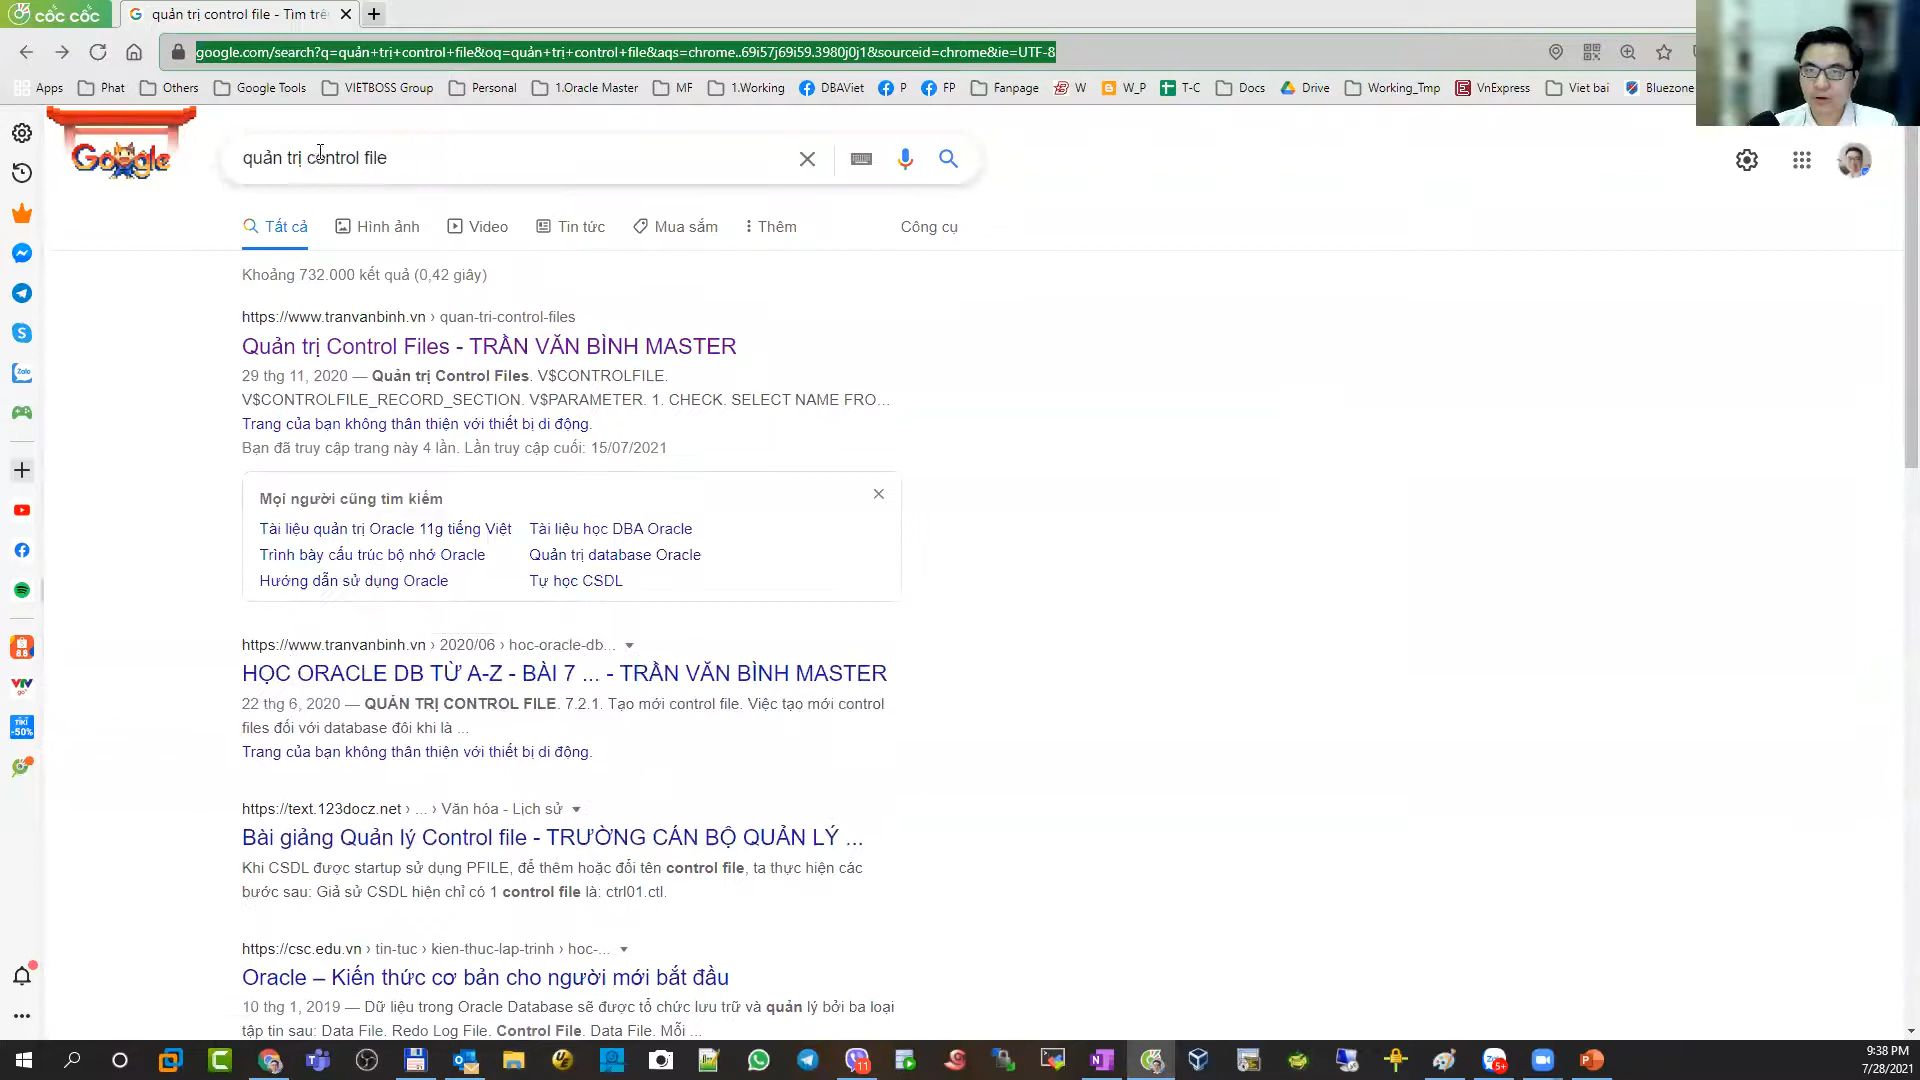 cốc cốc
quản trị control file - Tìm trê
google.com/search?q=quản+trị+control+file&oq=quản+trị+control+file&aqs=chrome..69i57j69i59.3980j0j1&sourceid=chrome&ie=UTF-8
Apps Phat Others Google Tools VIETBOSS Group Personal 1.Oracle Master MF 1.Working DBAViet P FP Fanpage W W_P T-C Docs Drive Working_Tmp VnExpress Viet bai Bluezone
Google
quản trị control file
Tất cả Hình ảnh Video Tin tức Mua sắm Thêm Công cụ
Khoảng 732.000 kết quả (0,42 giây)
https://www.tranvanbinh.vn › quan-tri-control-files
Quản trị Control Files - TRẦN VĂN BÌNH MASTER
29 thg 11, 2020 — Quản trị Control Files. V$CONTROLFILE.
V$CONTROLFILE_RECORD_SECTION. V$PARAMETER. 1. CHECK. SELECT NAME FRO...
Trang của bạn không thân thiện với thiết bị di động.
Bạn đã truy cập trang này 4 lần. Lần truy cập cuối: 15/07/2021
Mọi người cũng tìm kiếm
Tài liệu quản trị Oracle 11g tiếng Việt Tài liệu học DBA Oracle
Trình bày cấu trúc bộ nhớ Oracle Quản trị database Oracle
Hướng dẫn sử dụng Oracle Tự học CSDL
https://www.tranvanbinh.vn › 2020/06 › hoc-oracle-db...
HỌC ORACLE DB TỪ A-Z - BÀI 7 ... - TRẦN VĂN BÌNH MASTER
22 thg 6, 2020 — QUẢN TRỊ CONTROL FILE. 7.2.1. Tạo mới control file. Việc tạo mới control
files đối với database đôi khi là ...
Trang của bạn không thân thiện với thiết bị di động.
https://text.123docz.net › ... › Văn hóa - Lịch sử
Bài giảng Quản lý Control file - TRƯỜNG CÁN BỘ QUẢN LÝ ...
Khi CSDL được startup sử dụng PFILE, để thêm hoặc đổi tên control file, ta thực hiện các
bước sau: Giả sử CSDL hiện chỉ có 1 control file là: ctrl01.ctl.
https://csc.edu.vn › tin-tuc › kien-thuc-lap-trinh › hoc-...
Oracle – Kiến thức cơ bản cho người mới bắt đầu
10 thg 1, 2019 — Dữ liệu trong Oracle Database sẽ được tổ chức lưu trữ và quản lý bởi ba loại
tập tin sau: Data File. Redo Log File. Control File. Data File. Mỗi ...
Zalo
8.8
VTV
go
TIKI
-50%
11
5+
9:38 PM
7/28/2021